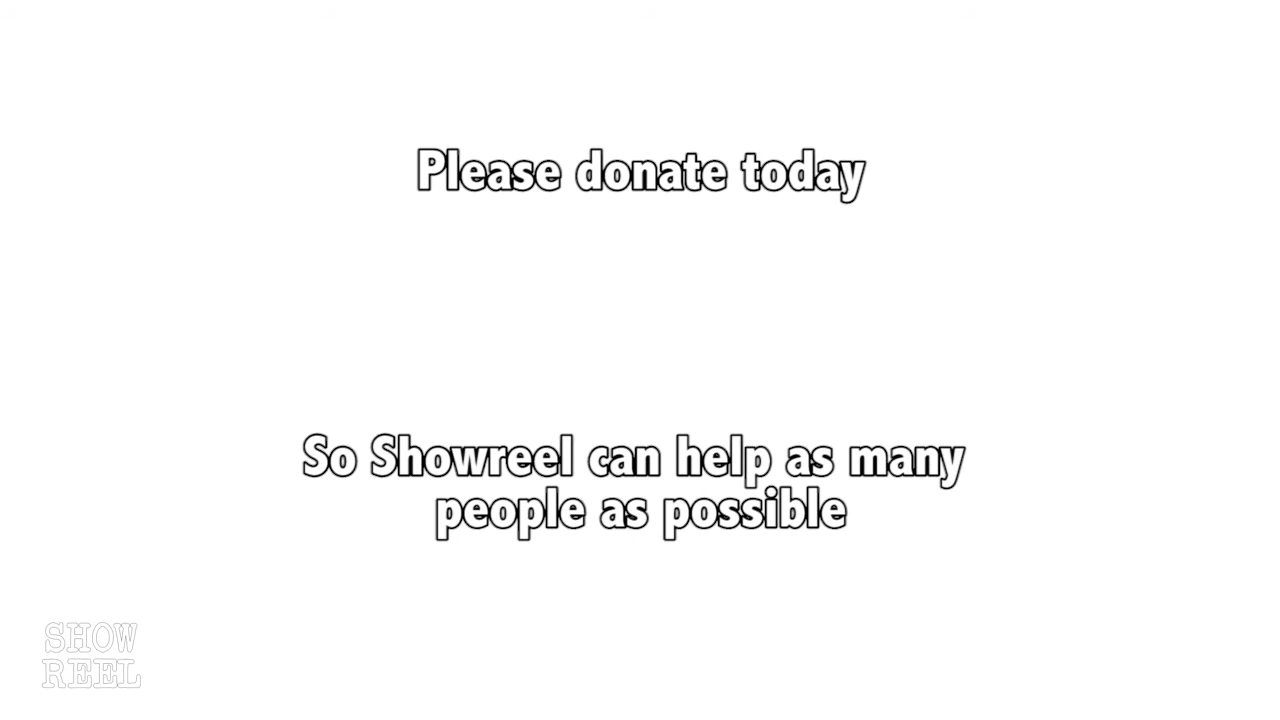 Please donate today
So Showreel can help as many
people as possible
SHOW
REEL